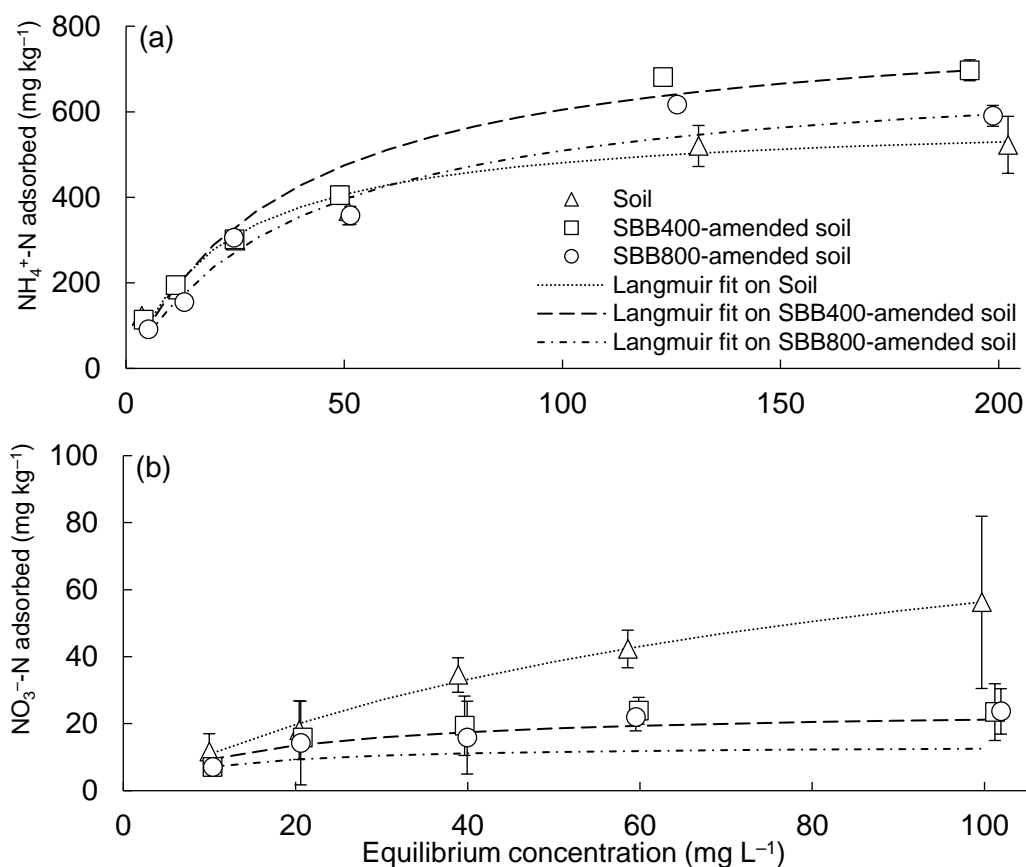 (a)
NH₄⁺-N adsorbed (mg kg⁻¹)
800
600
400
200
0
0 50 100 150 200
Soil
SBB400-amended soil
SBB800-amended soil
Langmuir fit on Soil
Langmuir fit on SBB400-amended soil
Langmuir fit on SBB800-amended soil
(b)
NO₃⁻-N adsorbed (mg kg⁻¹)
100
80
60
40
20
0
0 20 40 60 80 100
Equilibrium concentration (mg L⁻¹)